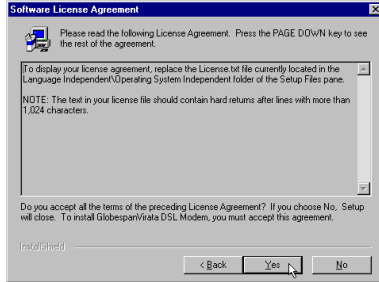 Software License Agreement
Please read the following License Agreement. Press the PAGE DOWN key to see
the rest of the agreement.
To display your license agreement, replace the License.txt file currently located in the
Language Independent\Operating System Independent folder of the Setup Files pane.
NOTE: The text in your license file should contain hard returns after lines with more than
1,024 characters.
Do you accept all the terms of the preceding License Agreement? If you choose No, Setup
will close. To install GlobespanVirata DSL Modem, you must accept this agreement.
InstallShield
< Back
Yes
No